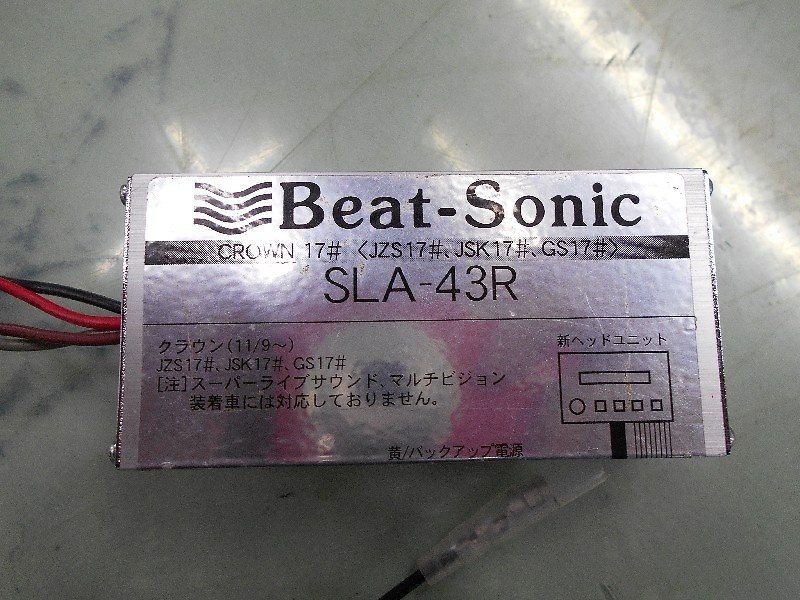 Beat-Sonic
CROWN 17# 〈JZS17#、JSK17#、GS17#〉
SLA-43R
クラウン(11/9〜)
JZS17#、JSK17#、GS17#
[注]スーパーライブサウンド、マルチビジョン
装着車には対応しておりません。
新ヘッドユニット
黄/バックアップ電源